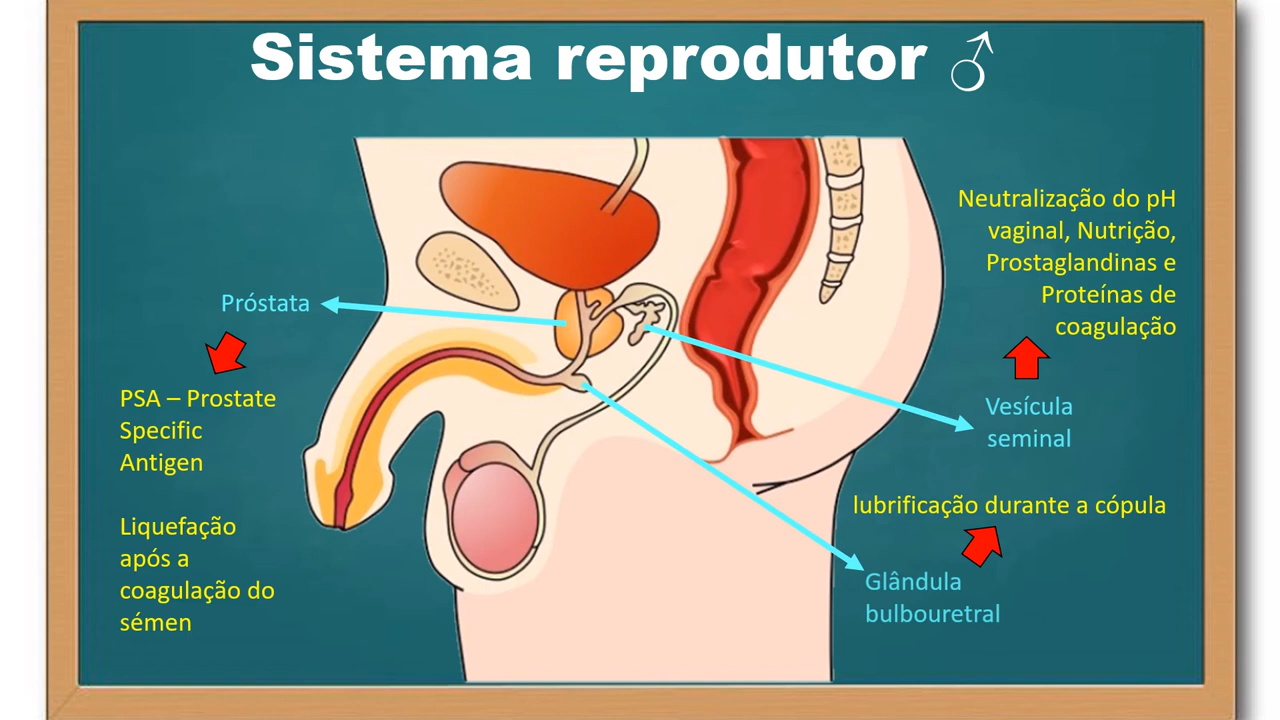 Sistema reprodutor ♂
Neutralização do pH
vaginal, Nutrição,
Prostaglandinas e
Proteínas de
coagulação
Próstata
PSA – Prostate
Specific
Antigen
Vesícula
seminal
lubrificação durante a cópula
Liquefação
após a
coagulação do
sémen
Glândula
bulbouretral